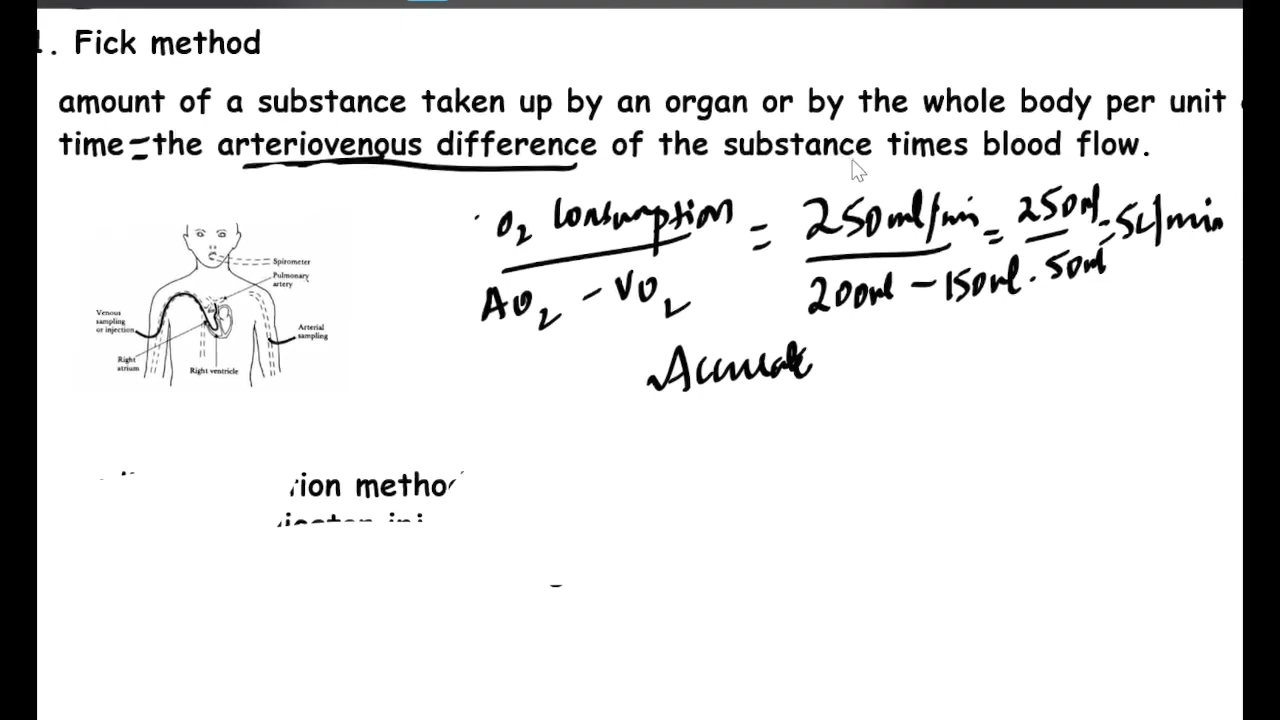 1. Fick method
amount of a substance taken up by an organ or by the whole body per unit
time = the arteriovenous difference of the substance times blood flow.
O₂ Consumption / AO₂ - VO₂ = 250ml/min / 200ml - 150ml = 250ml / 50ml = 5L/min
Accurate
Spirometer
Pulmonary
artery
Venous
sampling
or injection
Arterial
sampling
Right
atrium
Right ventricle
method